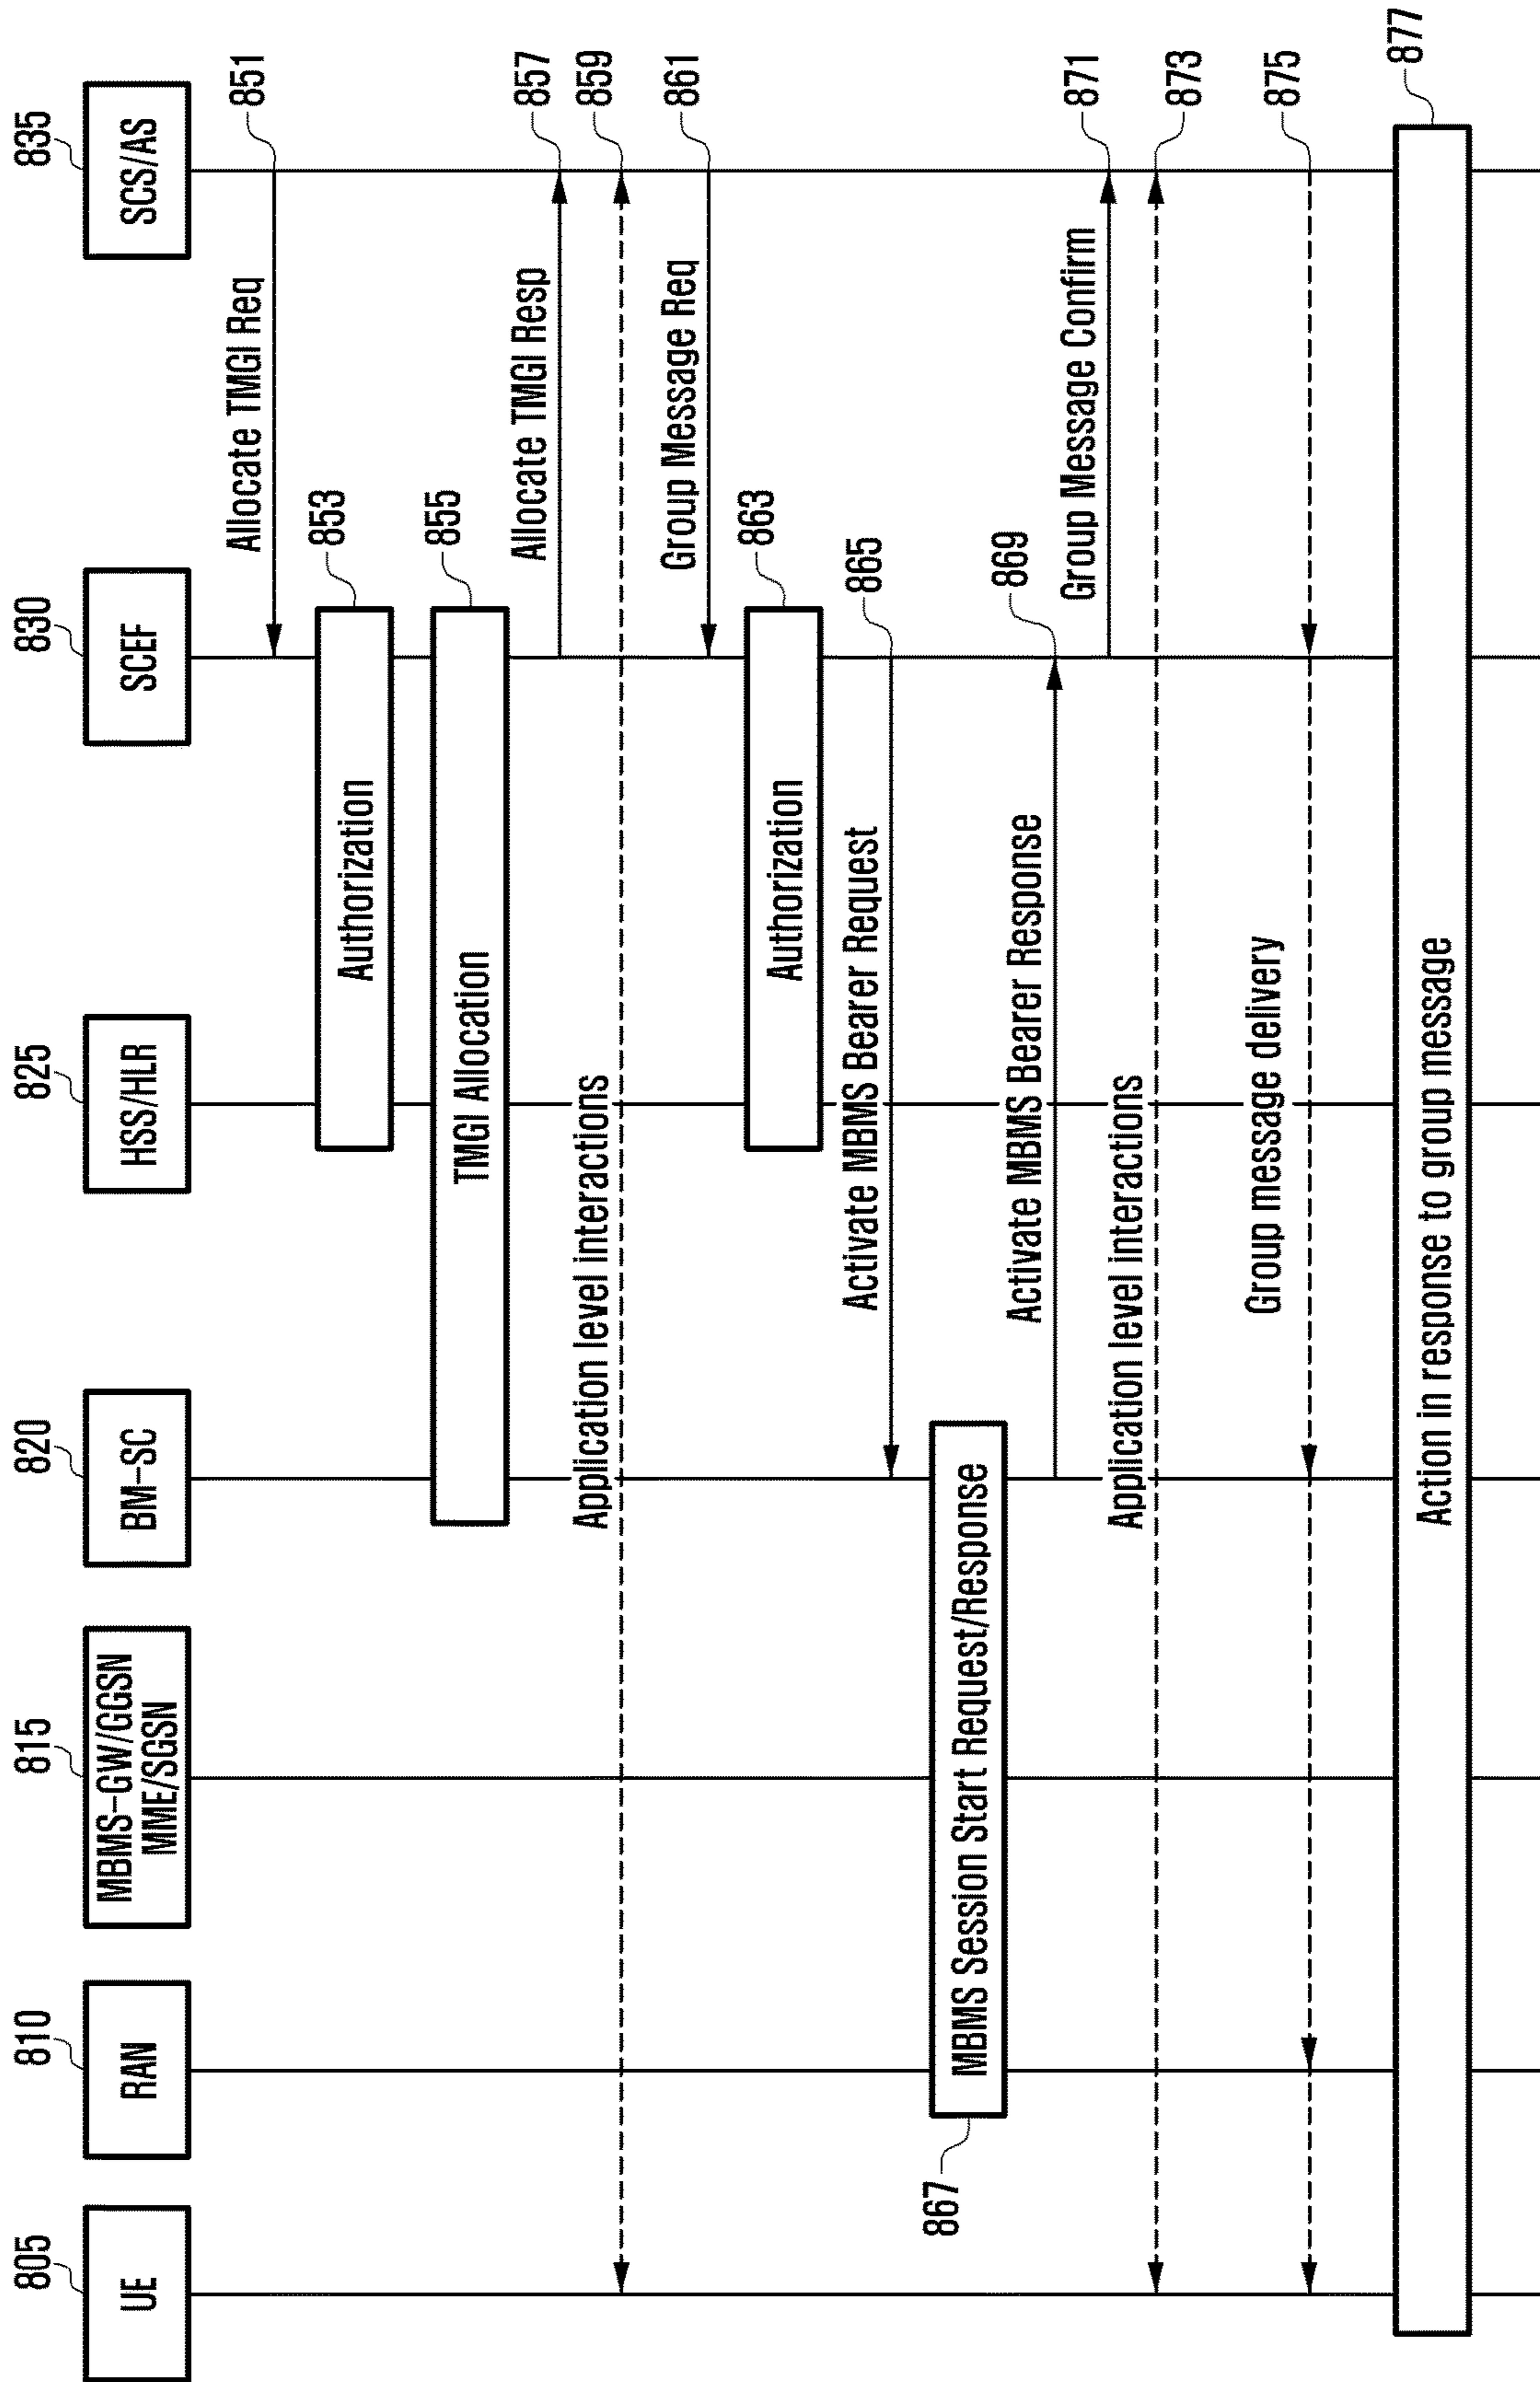 805
810
815
820
825
830
835
UE
RAN
MBMS-GW/GGSN
MME/SGSN
BM-SC
HSS/HLR
SCEF
SCS/AS
Allocate TMGI Req
851
Authorization
853
TMGI Allocation
855
Allocate TMGI Resp
857
Application level interactions
859
Group Message Req
861
Authorization
863
Activate MBMS Bearer Request
865
MBMS Session Start Request/Response
867
Activate MBMS Bearer Response
869
Group Message Confirm
871
Application level interactions
873
Group message delivery
875
Action in response to group message
877